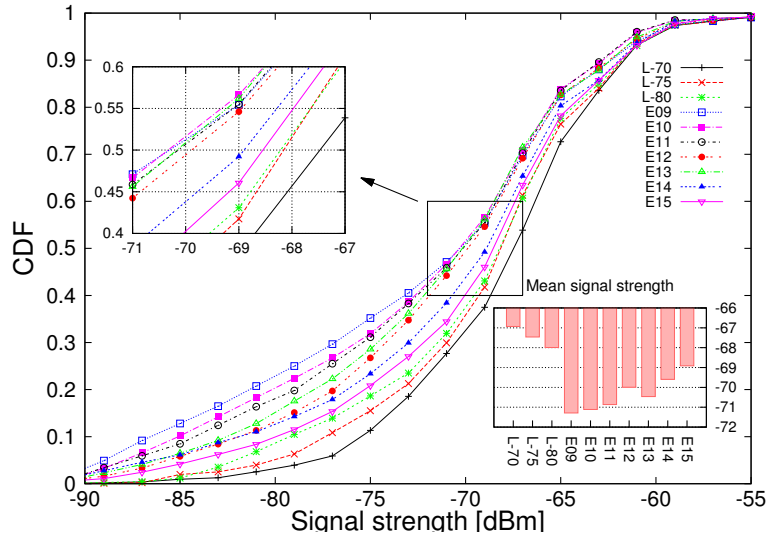 1
0.9
0.8
0.7
0.6
0.5
0.4
0.3
0.2
0.1
0
CDF
-90 -85 -80 -75 -70 -65 -60 -55
Signal strength [dBm]
0.6
0.55
0.5
0.45
0.4
-71 -70 -69 -68 -67
L-70
L-75
L-80
E09
E10
E11
E12
E13
E14
E15
Mean signal strength
-66
-67
-68
-69
-70
-71
-72
L-70
L-75
L-80
E09
E10
E11
E12
E13
E14
E15